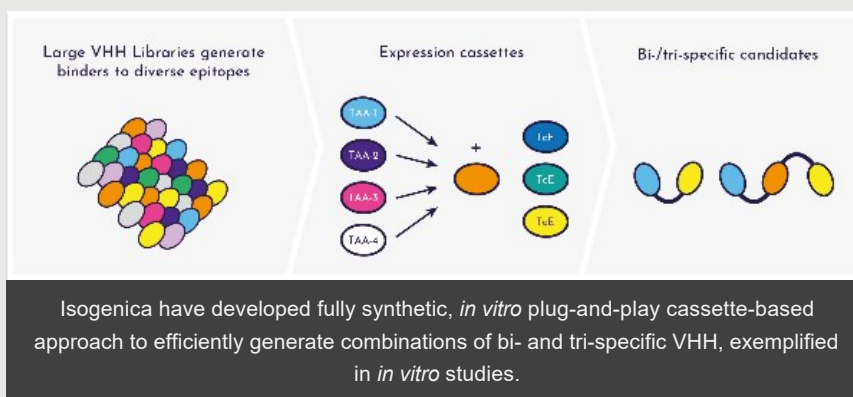 Large VHH Libraries generate
binders to diverse epitopes
Expression cassettes
Bi-/tri-specific candidates
TAA-1
TAA-2
TAA-3
TAA-4
+
TcE
TcE
TcE
Isogenica have developed fully synthetic, in vitro plug-and-play cassette-based
approach to efficiently generate combinations of bi- and tri-specific VHH, exemplified
in in vitro studies.